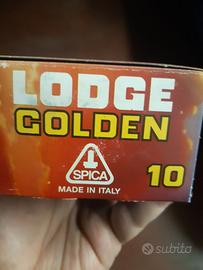 LODGE
GOLDEN
SPICA
MADE IN ITALY
10
subito